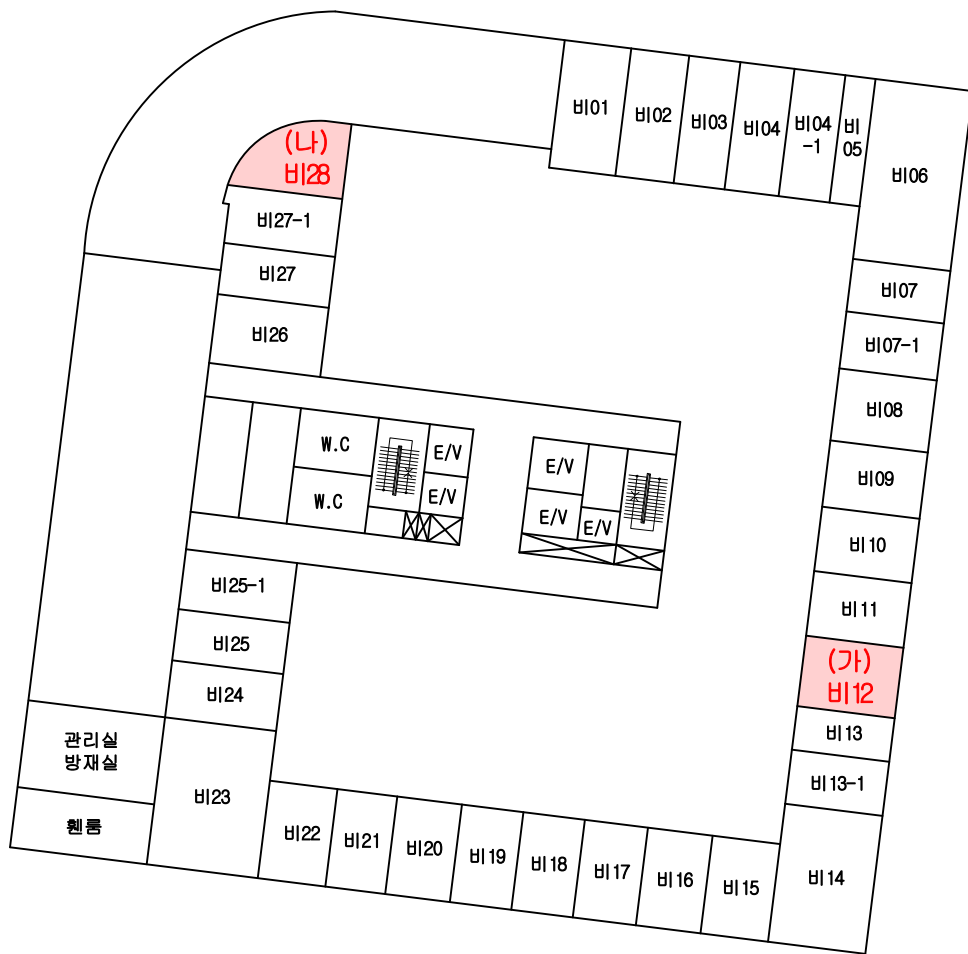 비01
비02
비03
비04
비04
-1
비
05
비06
(나)
비28
비27-1
비27
비26
비07
비07-1
비08
비09
비10
비11
(가)
비12
비13
비13-1
비14
W.C
W.C
E/V
E/V
E/V
E/V
E/V
비25-1
비25
비24
관리실
방재실
휀룸
비23
비22
비21
비20
비19
비18
비17
비16
비15